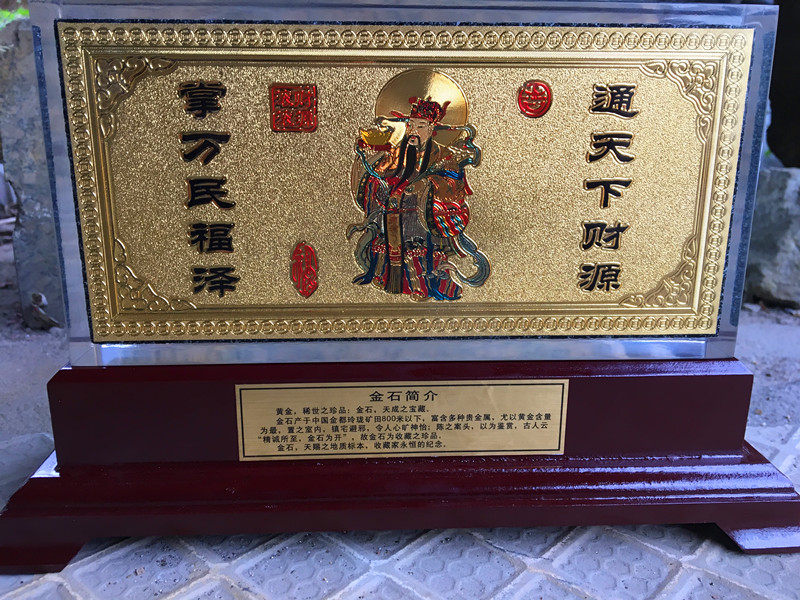 通天下财源
掌万民福泽
金石简介
黄金，稀世之珍品；金石，天成之宝藏。
金石产于中国金都玲珑矿田800米以下，富含多种贵金属，尤以黄金含量
为最，置之室内，镇宅避邪，令人心旷神怡；陈之案头，以为鉴赏，古人云
“精诚所至，金石为开”，故金石为收藏之珍品。
金石，天赐之地质标本，收藏家永恒的纪念。